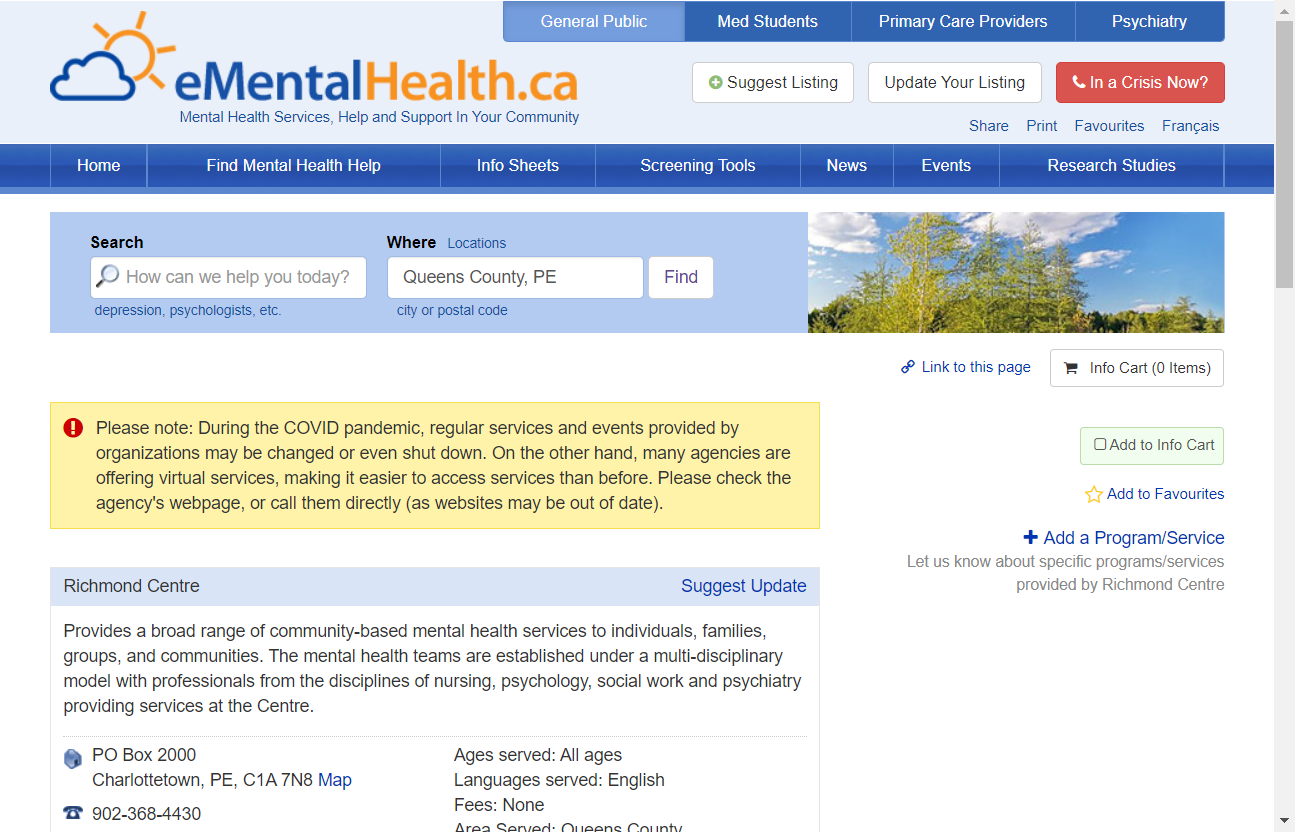 General Public Med Students Primary Care Providers Psychiatry
eMentalHealth.ca
Mental Health Services, Help and Support In Your Community
Suggest Listing Update Your Listing In a Crisis Now?
Share Print Favourites Français
Home Find Mental Health Help Info Sheets Screening Tools News Events Research Studies
Search Where Locations
How can we help you today? Queens County, PE Find
depression, psychologists, etc. city or postal code
Link to this page Info Cart (0 Items)
Please note: During the COVID pandemic, regular services and events provided by
organizations may be changed or even shut down. On the other hand, many agencies are
offering virtual services, making it easier to access services than before. Please check the
agency's webpage, or call them directly (as websites may be out of date).
Add to Info Cart
Add to Favourites
Add a Program/Service
Let us know about specific programs/services
provided by Richmond Centre
Richmond Centre Suggest Update
Provides a broad range of community-based mental health services to individuals, families,
groups, and communities. The mental health teams are established under a multi-disciplinary
model with professionals from the disciplines of nursing, psychology, social work and psychiatry
providing services at the Centre.
PO Box 2000
Charlottetown, PE, C1A 7N8 Map
902-368-4430
Ages served: All ages
Languages served: English
Fees: None
Area Served: Queens County